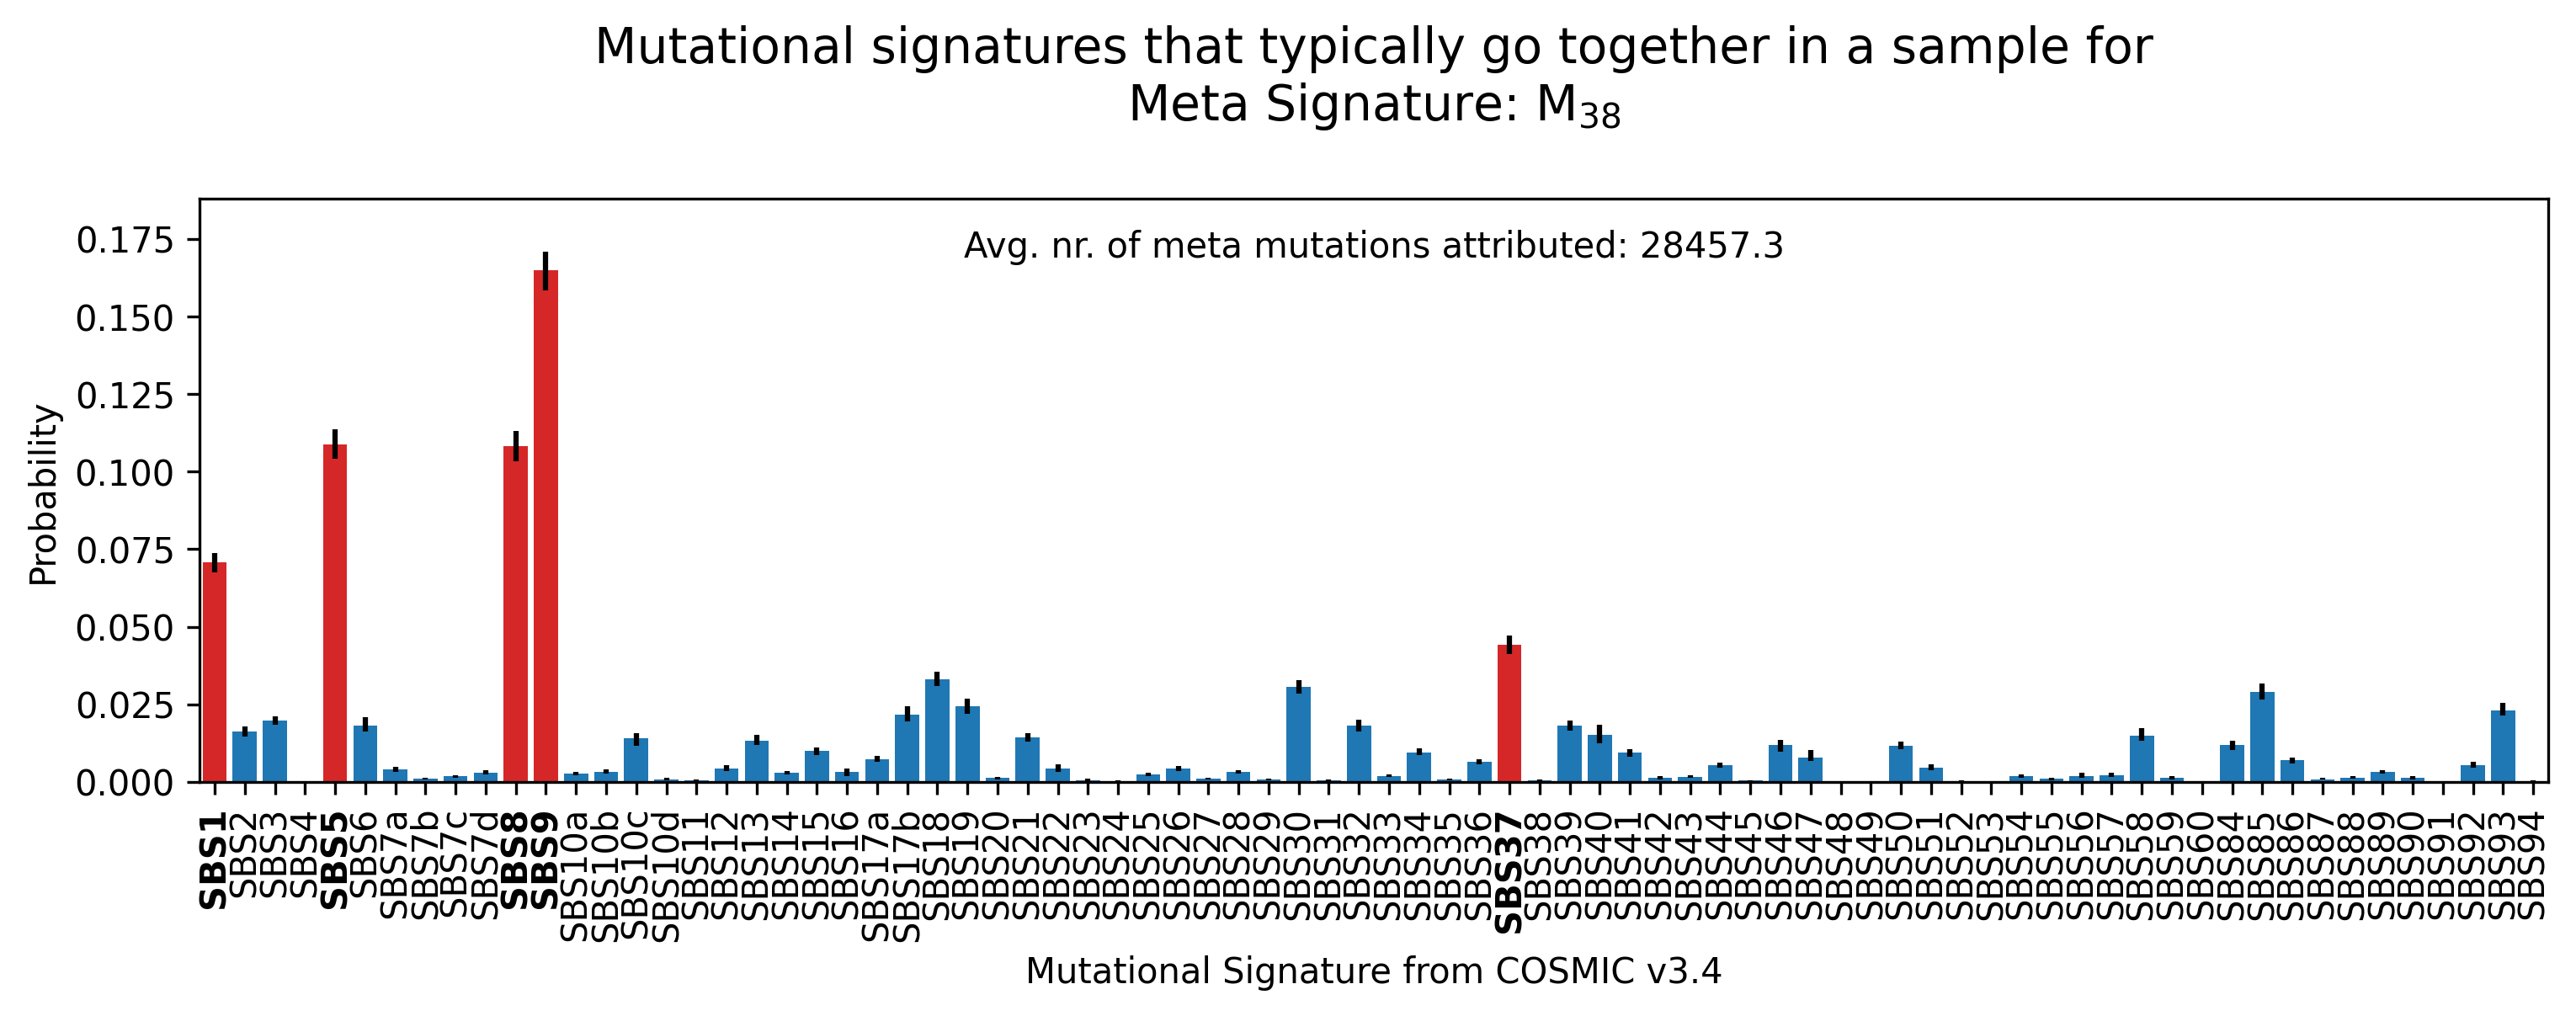 Mutational signatures that typically go together in a sample for
Meta Signature: M38
Avg. nr. of meta mutations attributed: 28457.3
Probability
0.175
0.150
0.125
0.100
0.075
0.050
0.025
0.000
SBS1
SBS2
SBS3
SBS4
SBS5
SBS6
SBS7a
SBS7b
SBS7c
SBS7d
SBS8
SBS9
SBS10a
SBS10b
SBS10c
SBS10d
SBS11
SBS12
SBS13
SBS14
SBS15
SBS16
SBS17a
SBS17b
SBS18
SBS19
SBS20
SBS21
SBS22
SBS23
SBS24
SBS25
SBS26
SBS27
SBS28
SBS29
SBS30
SBS31
SBS32
SBS33
SBS34
SBS35
SBS36
SBS37
SBS38
SBS39
SBS40
SBS41
SBS42
SBS43
SBS44
SBS45
SBS46
SBS47
SBS48
SBS49
SBS50
SBS51
SBS52
SBS53
SBS54
SBS55
SBS56
SBS57
SBS58
SBS59
SBS60
SBS84
SBS85
SBS86
SBS87
SBS88
SBS89
SBS90
SBS91
SBS92
SBS93
SBS94
Mutational Signature from COSMIC v3.4